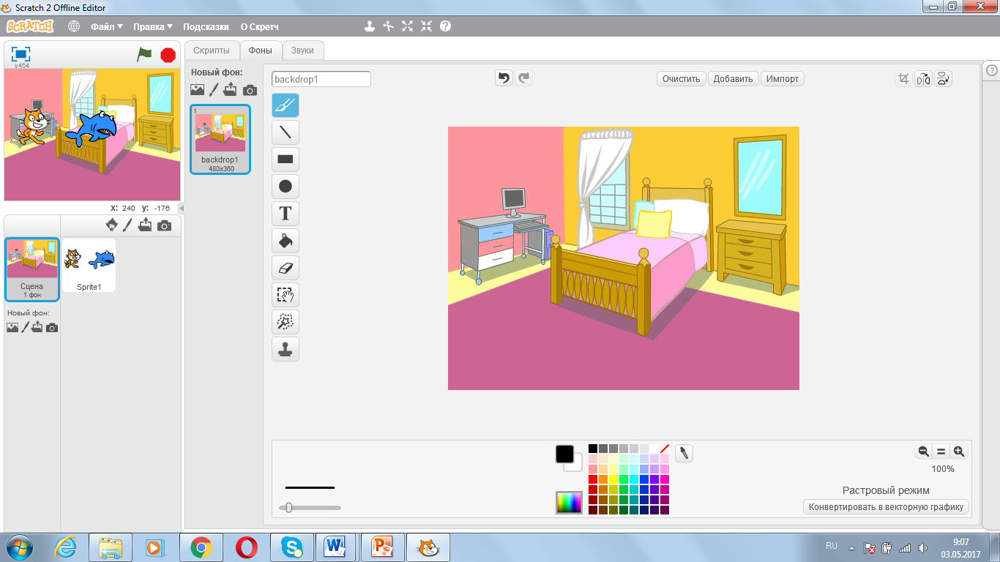 Scratch 2 Offline Editor
SCRATCH Файл Правка Подсказки О Скретч
v454
Скрипты Фоны Звуки
Новый фон:
1
backdrop1
480x360
backdrop1
Очистить Добавить Импорт
T
x: 240 y: -176
Сцена
1 фон
Sprite1
Новый фон:
100%
Растровый режим
Конвертировать в векторную графику
RU
9:07
03.05.2017